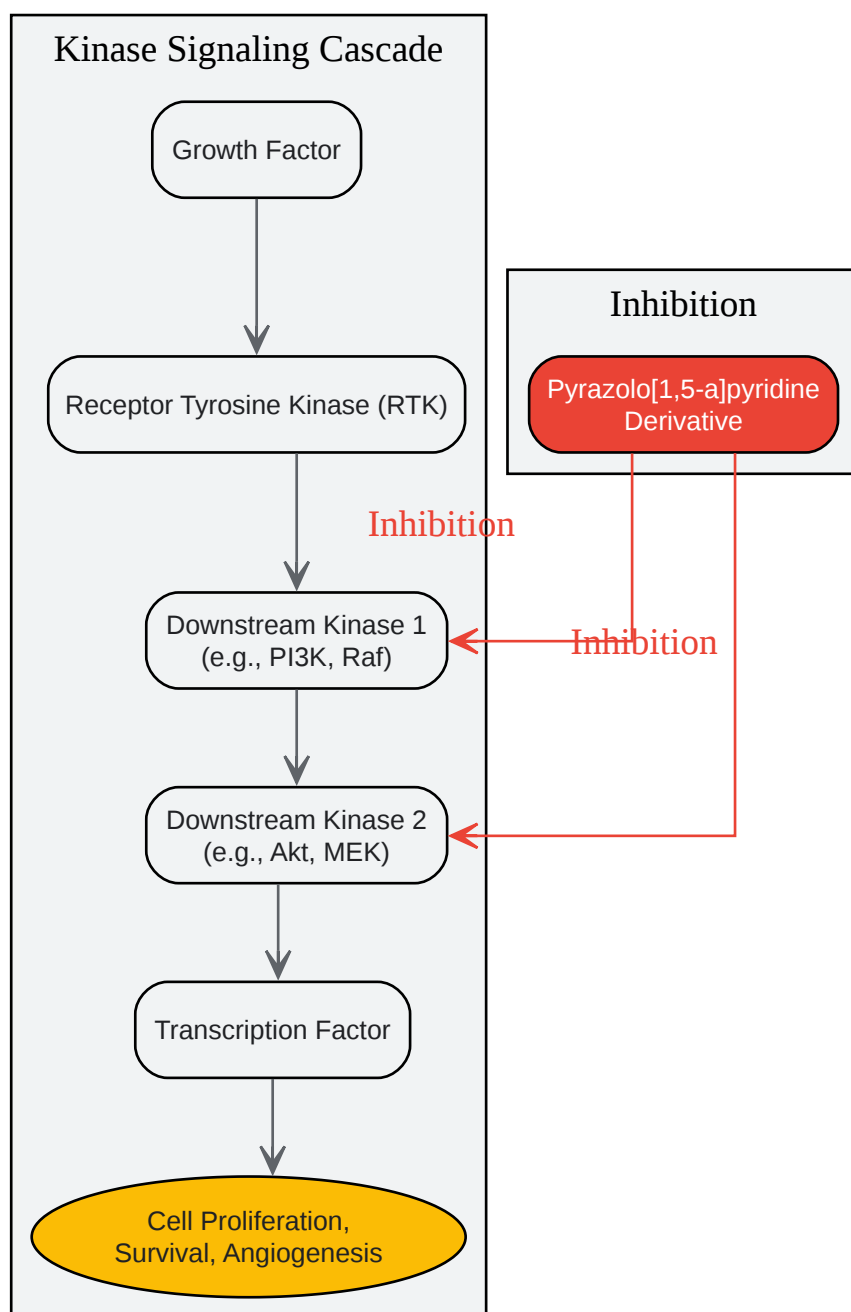 Kinase Signaling Cascade
Growth Factor
Receptor Tyrosine Kinase (RTK)
Inhibition
Pyrazolo[1,5-a]pyridine
Derivative
Inhibition
Downstream Kinase 1
(e.g., PI3K, Raf)
Inhibition
Downstream Kinase 2
(e.g., Akt, MEK)
Transcription Factor
Cell Proliferation,
Survival, Angiogenesis